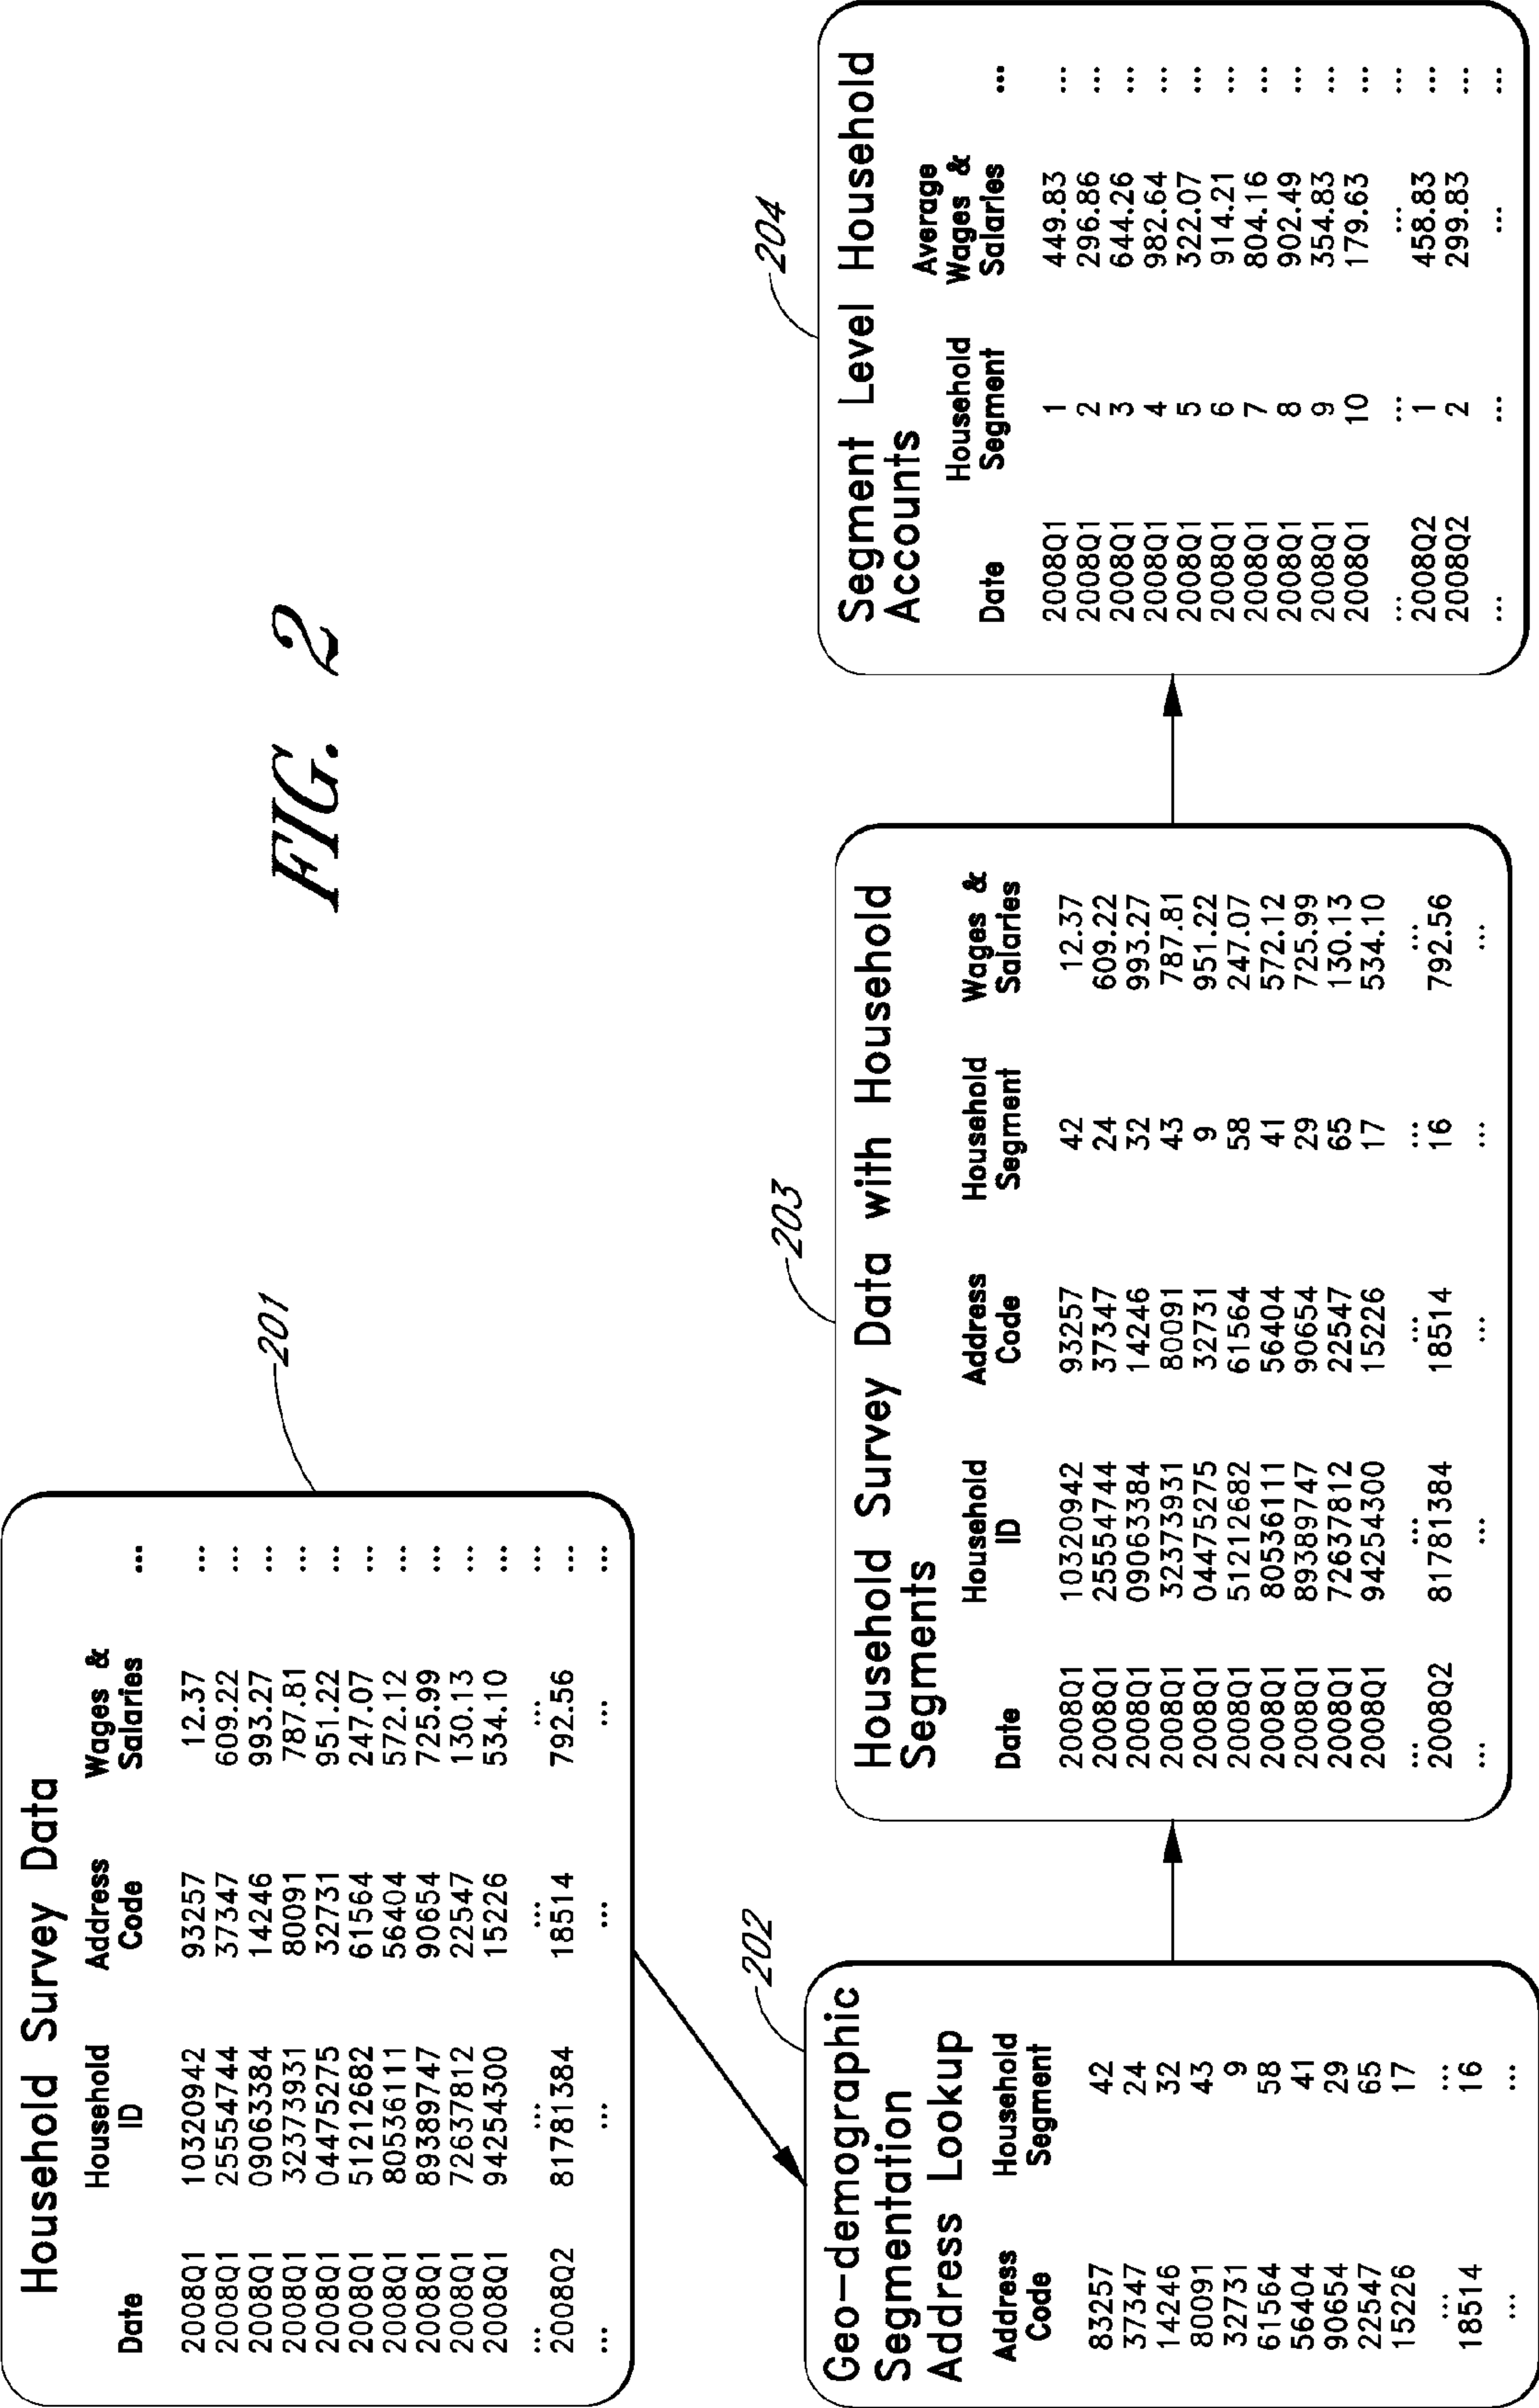 FIG. 2
201
Household Survey Data
Date Household ID Address Code Wages & Salaries ...
2008Q1 10320942 93257 12.37 ...
2008Q1 25554744 37347 609.22 ...
2008Q1 09063384 14246 993.27 ...
2008Q1 32373931 80091 787.81 ...
2008Q1 04475275 32731 951.22 ...
2008Q1 51212682 61564 247.07 ...
2008Q1 80536111 56404 572.12 ...
2008Q1 89389747 90654 725.99 ...
2008Q1 72637812 22547 130.13 ...
2008Q1 94254300 15226 534.10 ...
... ... ... ... ...
2008Q2 81781384 18514 792.56 ...
... ... ... ... ...
202
Geo-demographic
Segmentation
Address Lookup
Address Code Household Segment
83257 42
37347 24
14246 32
80091 43
32731 9
61564 58
56404 41
90654 29
22547 65
15226 17
... ...
18514 16
... ...
203
Household Survey Data with Household
Segments
Date Household ID Address Code Household Segment Wages & Salaries
2008Q1 10320942 93257 42 12.37
2008Q1 25554744 37347 24 609.22
2008Q1 09063384 14246 32 993.27
2008Q1 32373931 80091 43 787.81
2008Q1 04475275 32731 9 951.22
2008Q1 51212682 61564 58 247.07
2008Q1 80536111 56404 41 572.12
2008Q1 89389747 90654 29 725.99
2008Q1 72637812 22547 65 130.13
2008Q1 94254300 15226 17 534.10
... ... ... ... ...
2008Q2 81781384 18514 16 792.56
... ... ... ... ...
204
Segment Level Household
Accounts
Date Household Segment Average Wages & Salaries ...
2008Q1 1 449.83 ...
2008Q1 2 296.86 ...
2008Q1 3 644.26 ...
2008Q1 4 982.64 ...
2008Q1 5 322.07 ...
2008Q1 6 914.21 ...
2008Q1 7 804.16 ...
2008Q1 8 902.49 ...
2008Q1 9 354.83 ...
2008Q1 10 179.63 ...
... ... ... ...
2008Q2 1 458.83 ...
2008Q2 2 299.83 ...
... ... ... ...